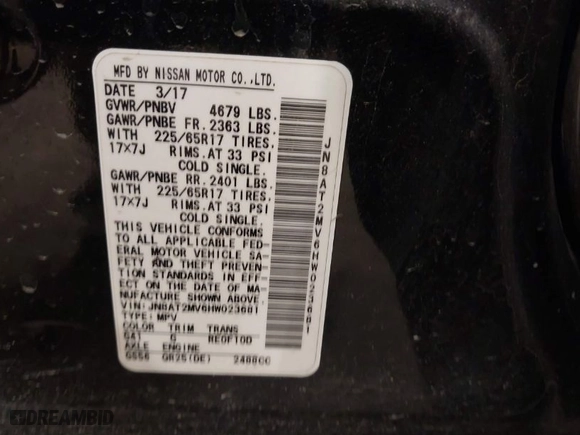 MFD BY NISSAN MOTOR CO.,LTD.
DATE 3/17
GVWR/PNBV 4679 LBS.
GAWR/PNBE FR. 2363 LBS.
WITH 225/65R17 TIRES,
17×7J RIMS.AT 33 PSI
COLD SINGLE.
GAWR/PNBE RR. 2401 LBS.
WITH 225/65R17 TIRES,
17×7J RIMS.AT 33 PSI
COLD SINGLE.
THIS VEHICLE CONFORMS
TO ALL APPLICABLE FED-
ERAL MOTOR VEHICLE SA-
FETY AND THEFT PREVEN-
TION STANDARDS IN EFF-
ECT ON THE DATE OF MA-
NUFACTURE SHOWN ABOVE.
VIN:JN8AT2MV6HW023681
TYPE:MPV
COLOR TRIM TRANS
G41 G RE0F10D
AXLE ENGINE
GS56 QR25(DE) 2488CC
JN8AT2MV6HW023681
DREAMBID